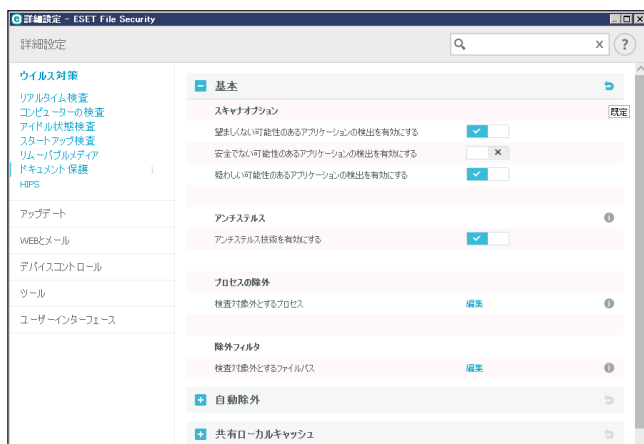 詳細設定 - ESET File Security
詳細設定
?
ウイルス対策
リアルタイム検査
コンピューターの検査
アイドル状態検査
スタートアップ検査
リムーバブルメディア
ドキュメント保護 1
HIPS
アップデート
WEBとメール
デバイスコントロール
ツール
ユーザーインターフェース
基本
スキャナオプション
既定
望ましくない可能性のあるアプリケーションの検出を有効にする
安全でない可能性のあるアプリケーションの検出を有効にする
疑わしい可能性のあるアプリケーションの検出を有効にする
アンチステルス
アンチステルス技術を有効にする
プロセスの除外
検査対象外とするプロセス 編集
除外フィルタ
検査対象外とするファイルパス 編集
自動除外
共有ローカルキャッシュ